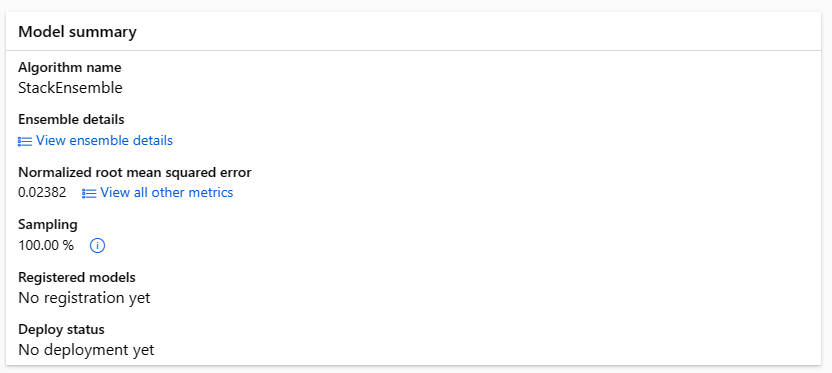 Model summary
Algorithm name
StackEnsemble
Ensemble details
View ensemble details
Normalized root mean squared error
0.02382 View all other metrics
Sampling
100.00 %
Registered models
No registration yet
Deploy status
No deployment yet